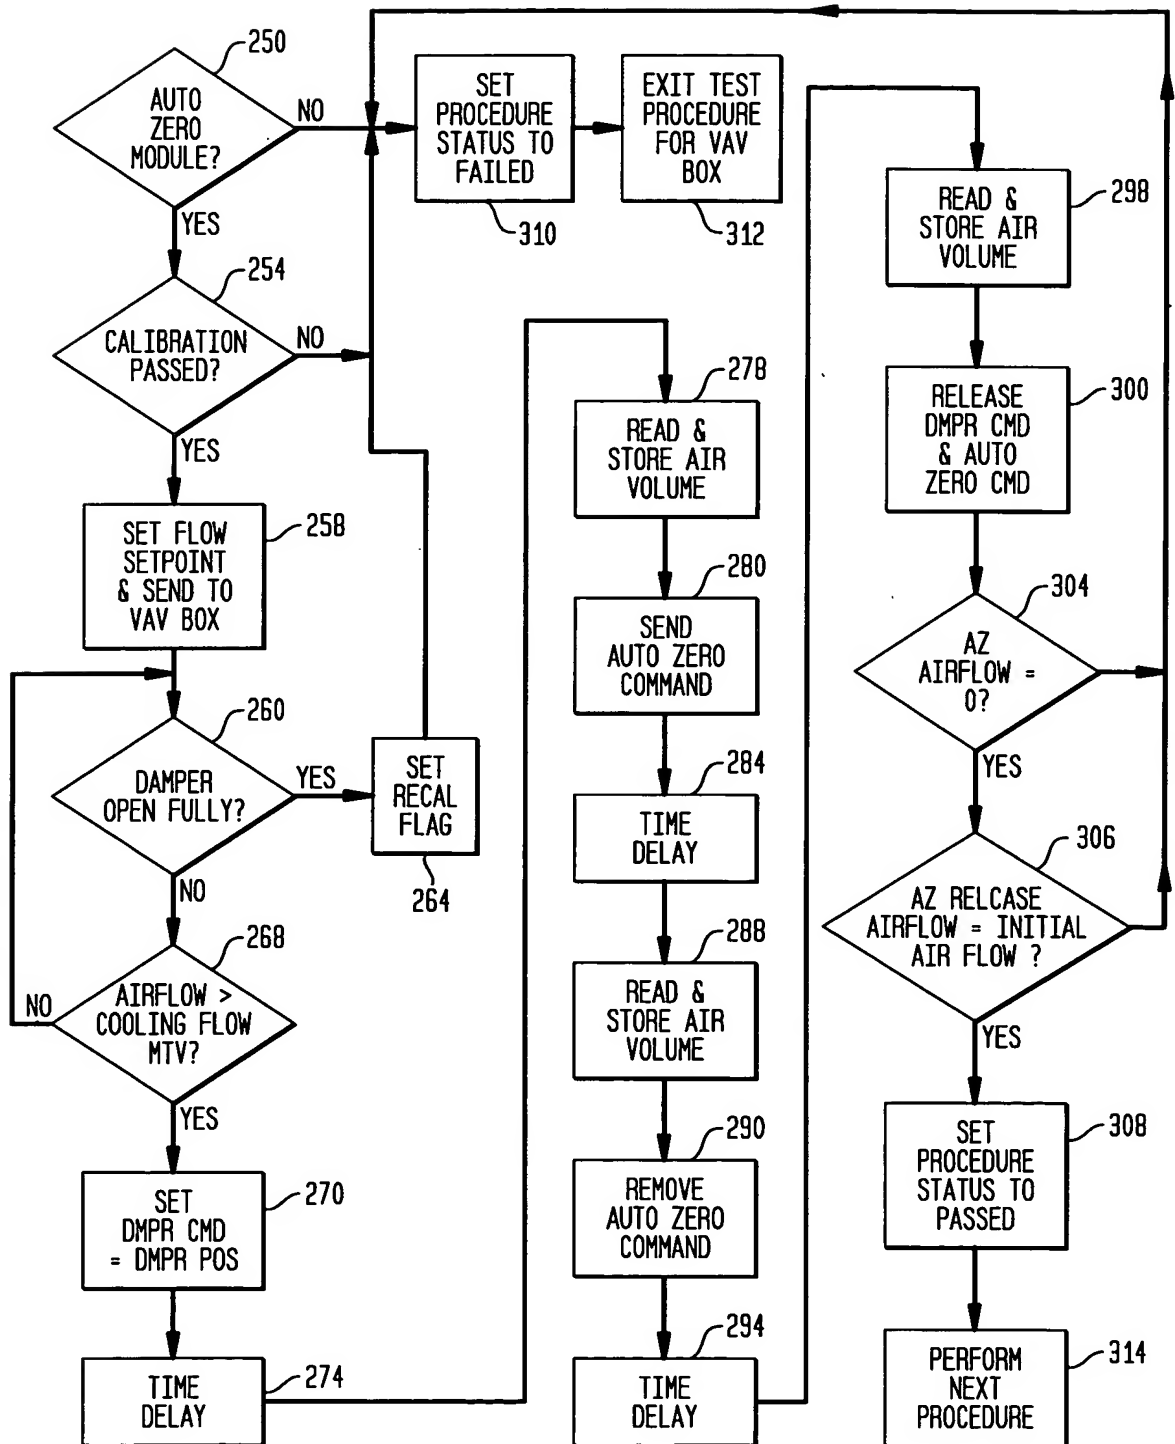 250
AUTO
ZERO
MODULE?
NO
YES
254
CALIBRATION
PASSED?
NO
YES
SET FLOW
SETPOINT
& SEND TO
VAV BOX
258
260
DAMPER
OPEN FULLY?
YES
NO
SET
RECAL
FLAG
264
268
AIRFLOW >
COOLING FLOW
MTV?
NO
YES
SET
DMPR CMD
= DMPR POS
270
TIME
DELAY
274
SET
PROCEDURE
STATUS TO
FAILED
310
EXIT TEST
PROCEDURE
FOR VAV
BOX
312
278
READ &
STORE AIR
VOLUME
280
SEND
AUTO ZERO
COMMAND
284
TIME
DELAY
288
READ &
STORE AIR
VOLUME
290
REMOVE
AUTO ZERO
COMMAND
294
TIME
DELAY
READ &
STORE AIR
VOLUME
298
RELEASE
DMPR CMD
& AUTO
ZERO CMD
300
304
AZ
AIRFLOW =
0?
YES
306
AZ RELCASE
AIRFLOW = INITIAL
AIR FLOW ?
YES
SET
PROCEDURE
STATUS TO
PASSED
308
PERFORM
NEXT
PROCEDURE
314